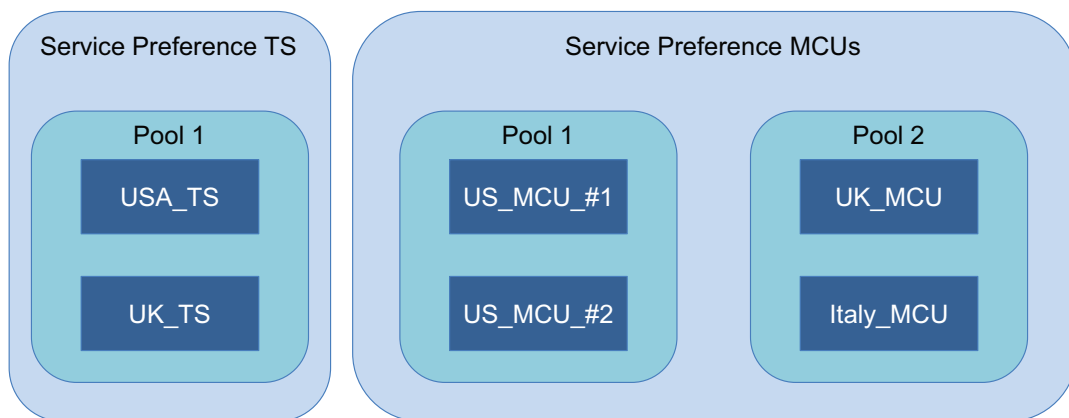 Service Preference TS
Pool 1
USA_TS
UK_TS
Service Preference MCUs
Pool 1
US_MCU_#1
US_MCU_#2
Pool 2
UK_MCU
Italy_MCU